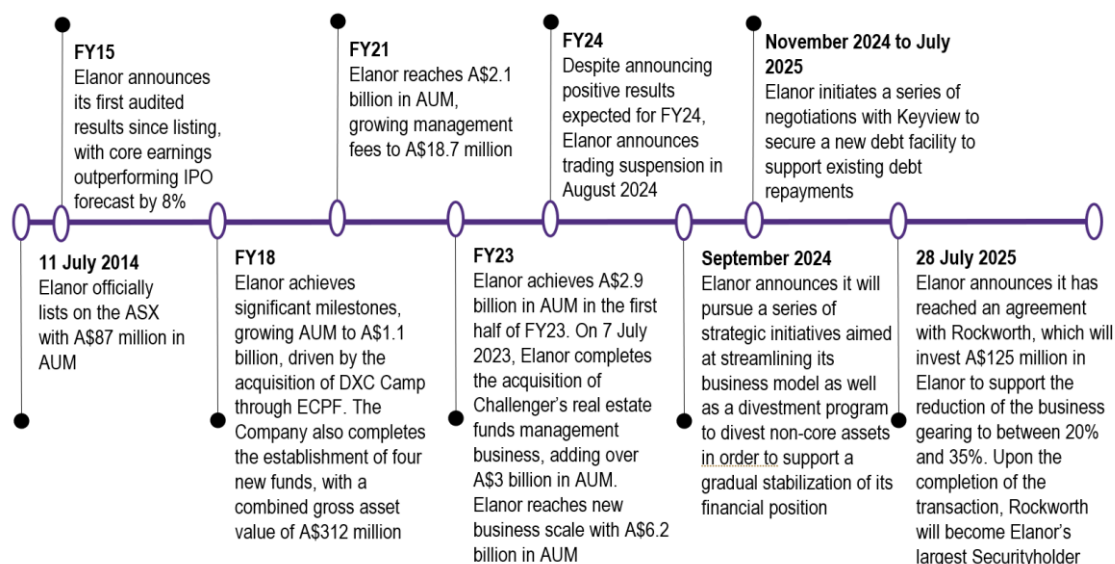 FY15
Elanor announces
its first audited
results since listing,
with core earnings
outperforming IPO
forecast by 8%
FY21
Elanor reaches A$2.1
billion in AUM,
growing management
fees to A$18.7 million
FY24
Despite announcing
positive results
expected for FY24,
Elanor announces
trading suspension in
August 2024
November 2024 to July
2025
Elanor initiates a series of
negotiations with Keyview to
secure a new debt facility to
support existing debt
repayments
11 July 2014
Elanor officially
lists on the ASX
with A$87 million in
AUM
FY18
Elanor achieves
significant milestones,
growing AUM to A$1.1
billion, driven by the
acquisition of DXC Camp
through ECPF. The
Company also completes
the establishment of four
new funds, with a
combined gross asset
value of A$312 million
FY23
Elanor achieves A$2.9
billion in AUM in the first
half of FY23. On 7 July
2023, Elanor completes
the acquisition of
Challenger's real estate
funds management
business, adding over
A$3 billion in AUM.
Elanor reaches new
business scale with A$6.2
billion in AUM
September 2024
Elanor announces it will
pursue a series of
strategic initiatives aimed
at streamlining its
business model as well
as a divestment program
to divest non-core assets
in order to support a
gradual stabilization of its
financial position
28 July 2025
Elanor announces it has
reached an agreement
with Rockworth, which will
invest A$125 million in
Elanor to support the
reduction of the business
gearing to between 20%
and 35%. Upon the
completion of the
transaction, Rockworth
will become Elanor's
largest Securityholder